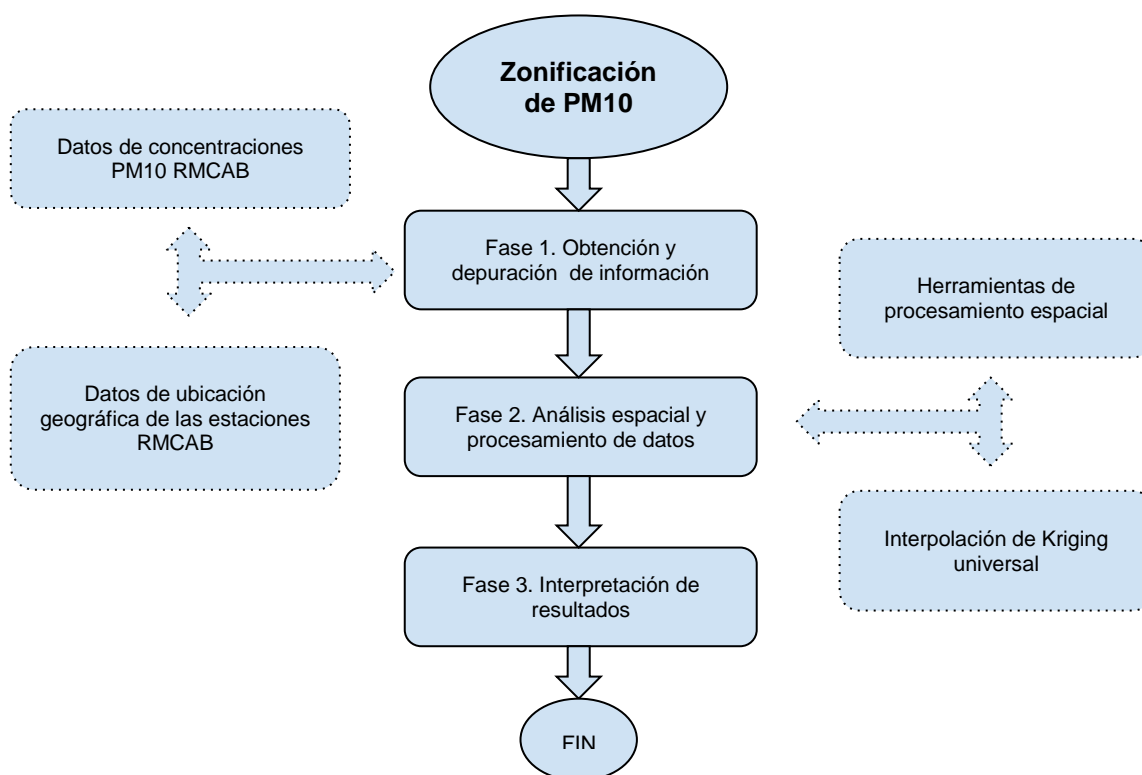 Zonificación
de PM10
Datos de concentraciones
PM10 RMCAB
Fase 1. Obtención y
depuración de información
Herramientas de
procesamiento espacial
Datos de ubicación
geográfica de las estaciones
RMCAB
Fase 2. Análisis espacial y
procesamiento de datos
Interpolación de Kriging
universal
Fase 3. Interpretación de
resultados
FIN